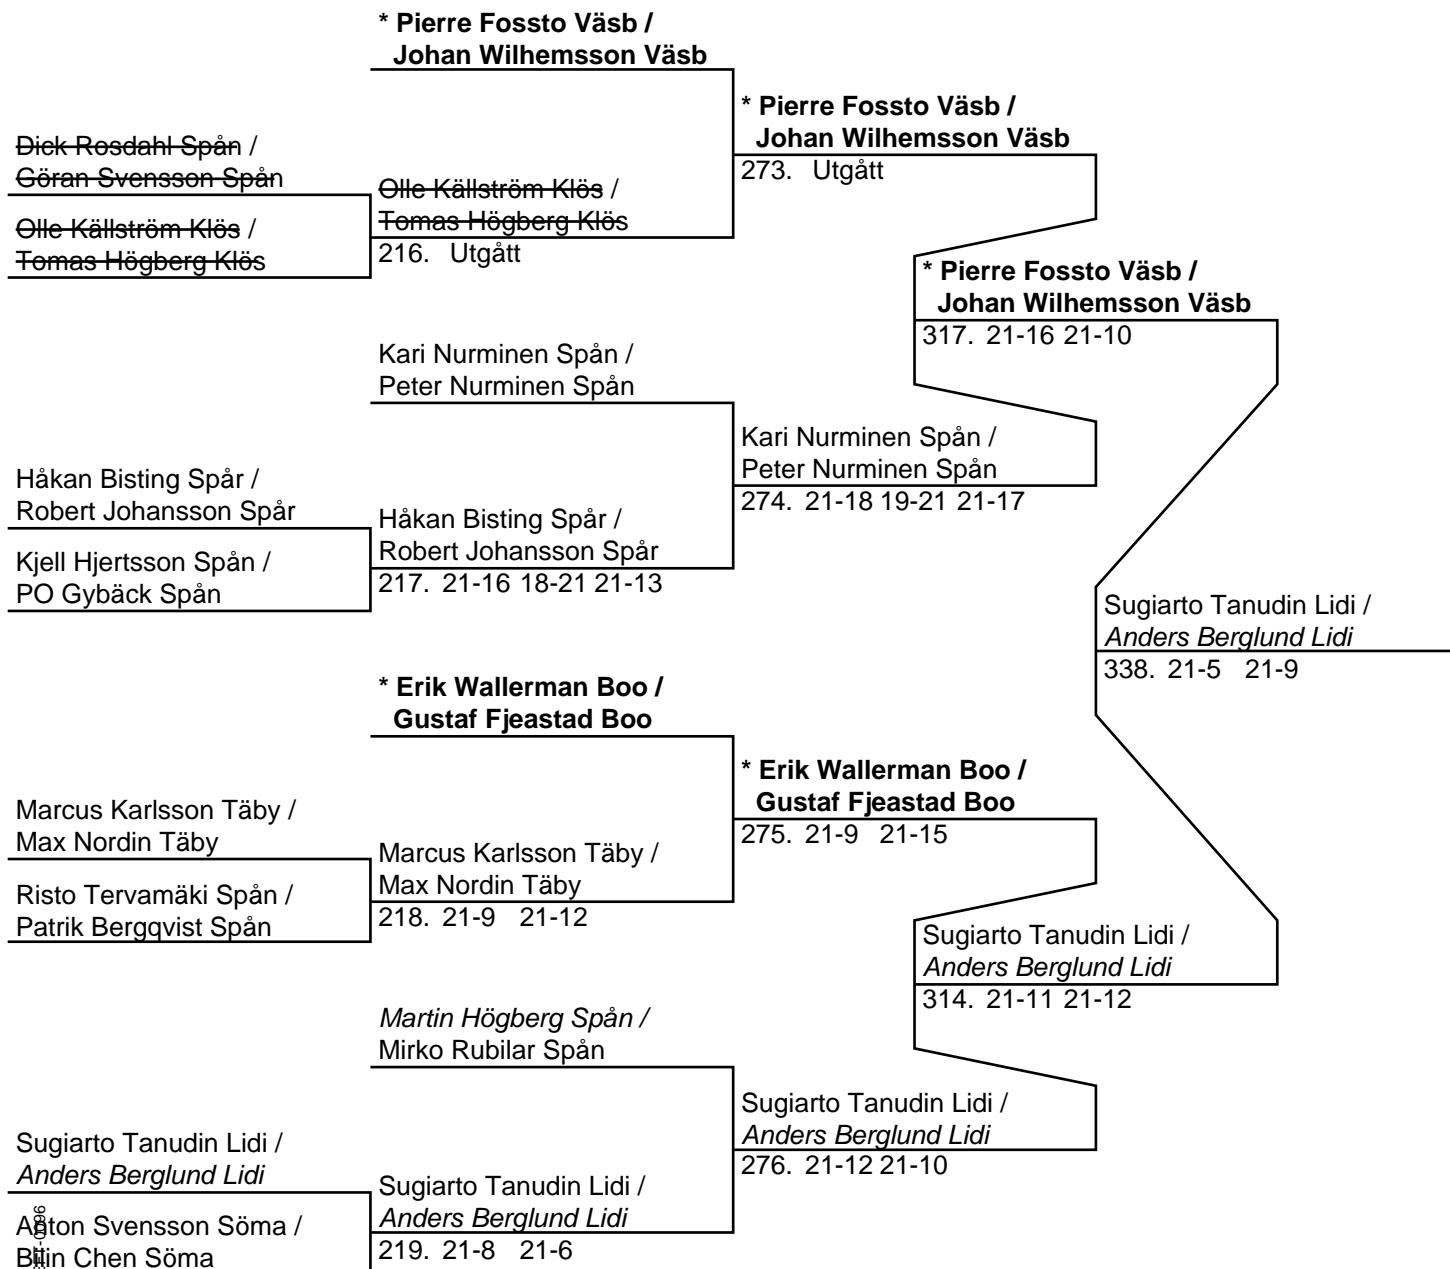 * Pierre Fossto Väsb /
Johan Wilhemsson Väsb
Dick Rosdahl Spån /
Göran Svensson Spån
Olle Källström Klös /
Tomas Högberg Klös
Olle Källström Klös /
Tomas Högberg Klös
216. Utgått
* Pierre Fossto Väsb /
Johan Wilhemsson Väsb
273. Utgått
Kari Nurminen Spån /
Peter Nurminen Spån
Håkan Bisting Spår /
Robert Johansson Spår
Kjell Hjertsson Spån /
PO Gybäck Spån
Håkan Bisting Spår /
Robert Johansson Spår
217. 21-16 18-21 21-13
Kari Nurminen Spån /
Peter Nurminen Spån
274. 21-18 19-21 21-17
* Pierre Fossto Väsb /
Johan Wilhemsson Väsb
317. 21-16 21-10
* Erik Wallerman Boo /
Gustaf Fjeastad Boo
Marcus Karlsson Täby /
Max Nordin Täby
Risto Tervamäki Spån /
Patrik Bergqvist Spån
Marcus Karlsson Täby /
Max Nordin Täby
218. 21-9 21-12
* Erik Wallerman Boo /
Gustaf Fjeastad Boo
275. 21-9 21-15
Martin Högberg Spån /
Mirko Rubilar Spån
Sugiarto Tanudin Lidi /
Anders Berglund Lidi
Anton Svensson Söma /
Chen Söma
Sugiarto Tanudin Lidi /
Anders Berglund Lidi
219. 21-8 21-6
Sugiarto Tanudin Lidi /
Anders Berglund Lidi
276. 21-12 21-10
Sugiarto Tanudin Lidi /
Anders Berglund Lidi
314. 21-11 21-12
Sugiarto Tanudin Lidi /
Anders Berglund Lidi
338. 21-5 21-9